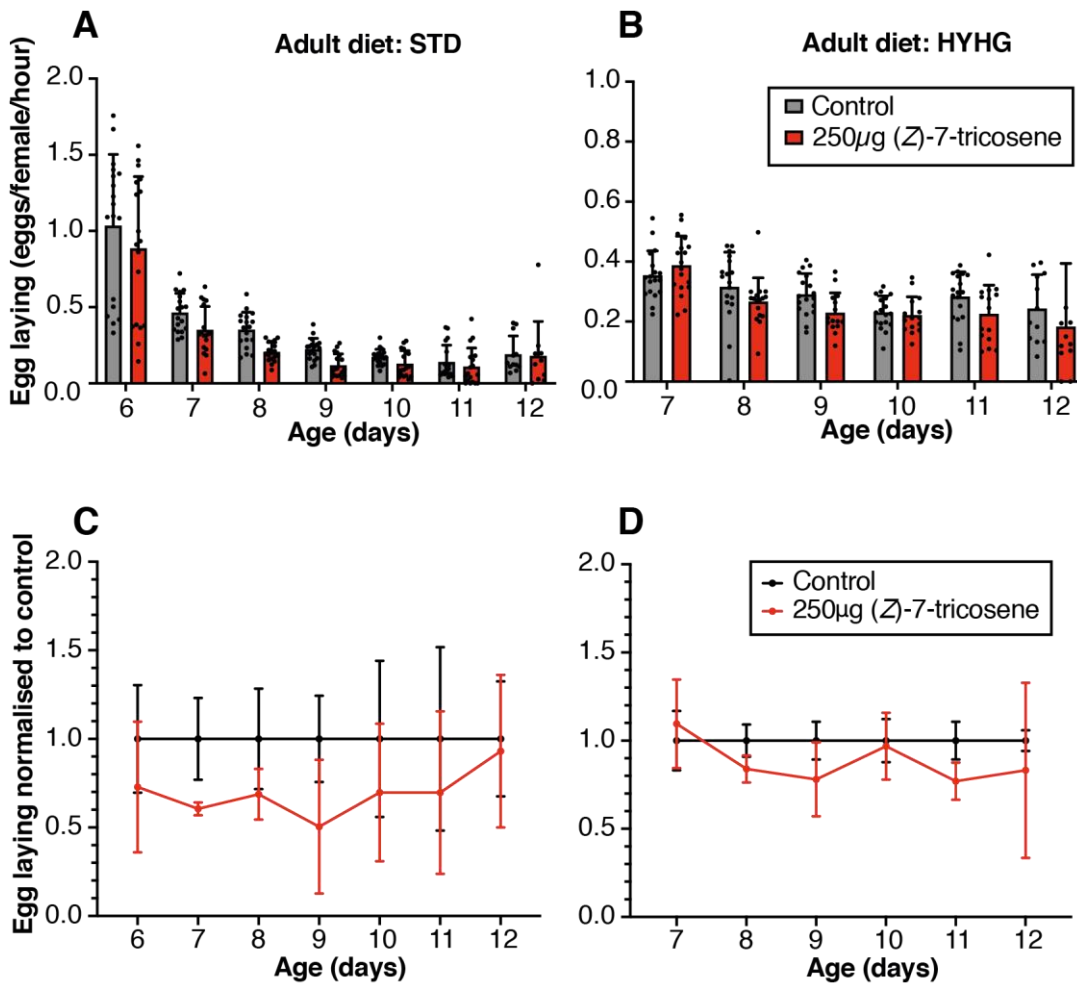 A
Adult diet: STD
Egg laying (eggs/female/hour)
2.0
1.5
1.0
0.5
0.0
6 7 8 9 10 11 12
Age (days)
B
Adult diet: HYHG
1.0
0.8
0.6
0.4
0.2
0.0
Control
250µg (Z)-7-tricosene
7 8 9 10 11 12
Age (days)
C
Egg laying normalised to control
2.0
1.5
1.0
0.5
0.0
6 7 8 9 10 11 12
Age (days)
D
2.0
1.5
1.0
0.5
0.0
Control
250µg (Z)-7-tricosene
7 8 9 10 11 12
Age (days)